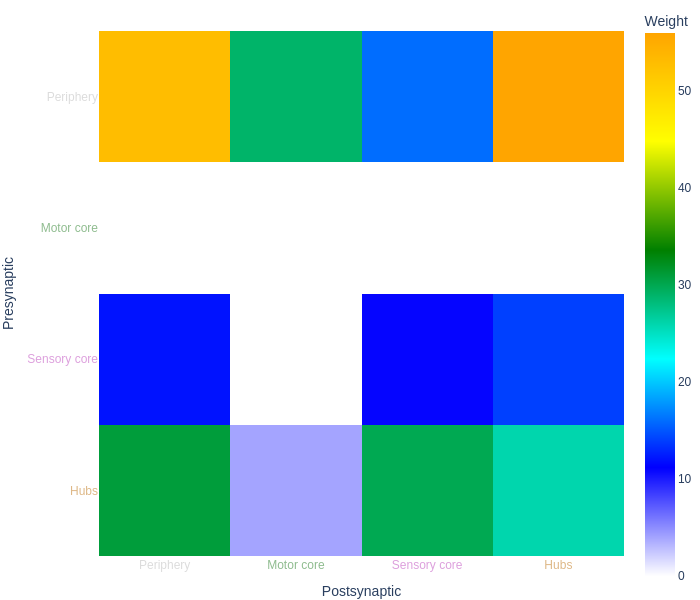 Weight
50
40
30
20
10
0
Presynaptic
Periphery
Motor core
Sensory core
Hubs
Periphery Motor core Sensory core Hubs
Postsynaptic